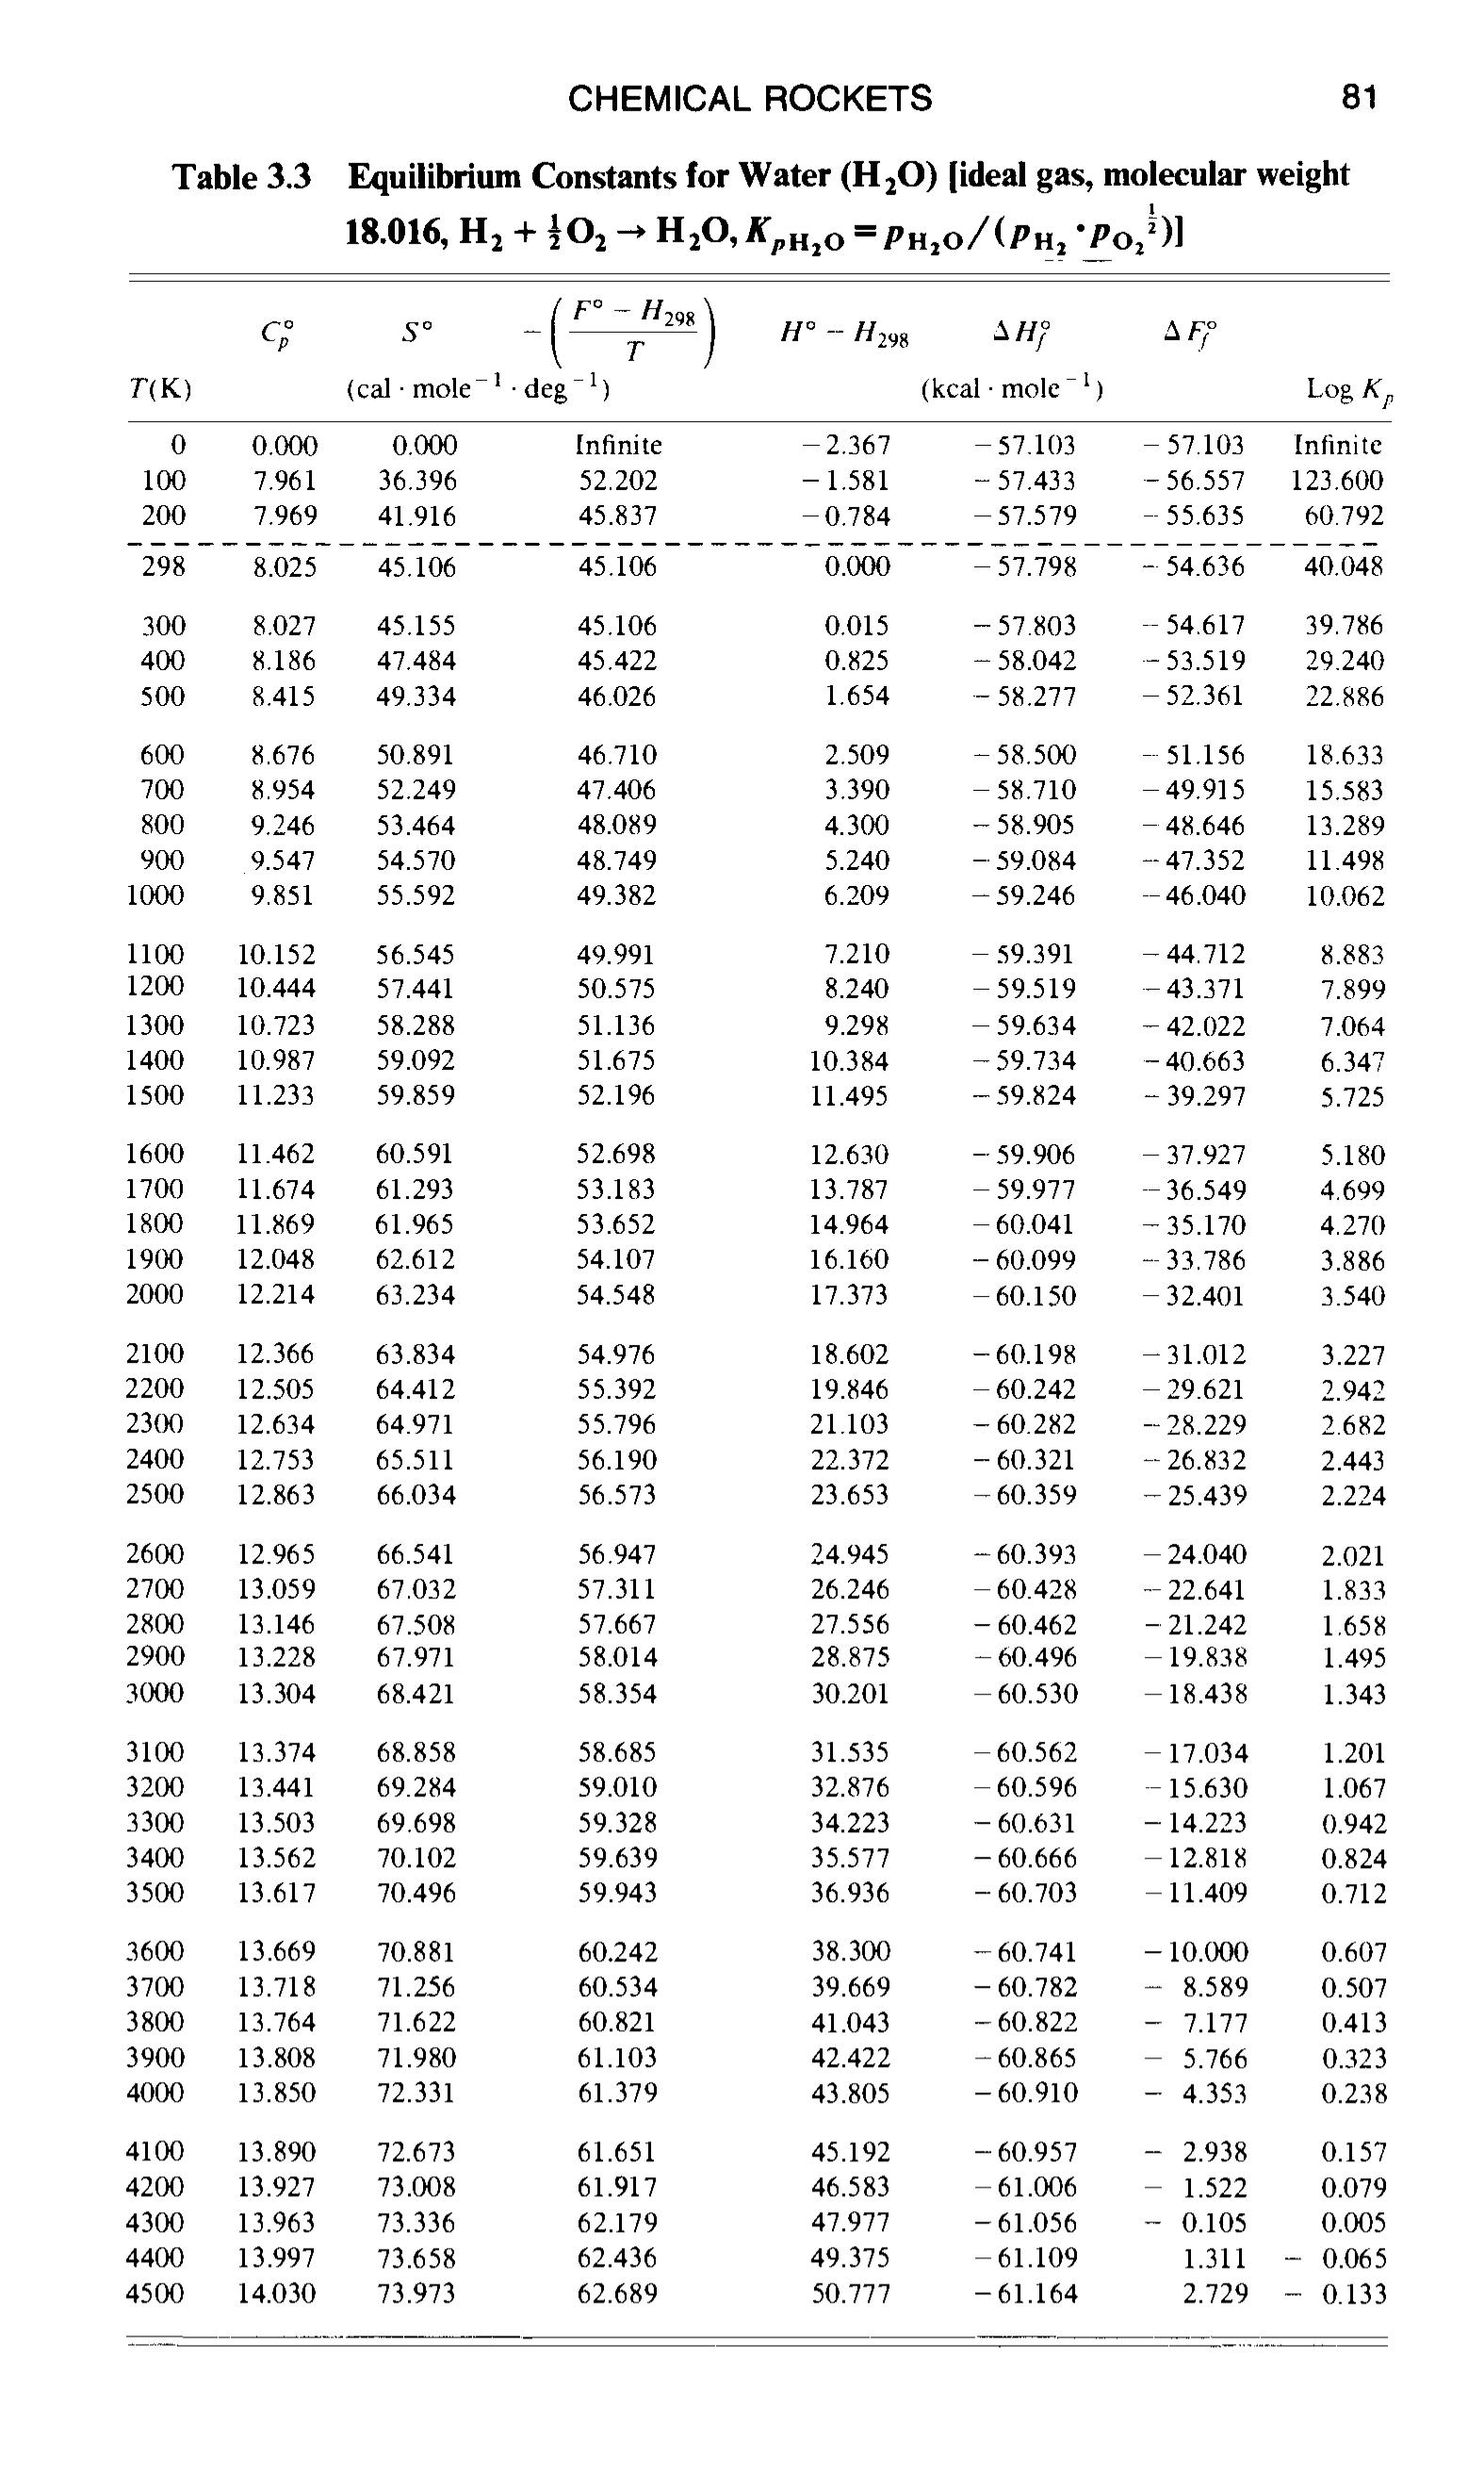 CHEMICAL ROCKETS 81
Table 3.3 Equilibrium Constants for Water (H₂O) [ideal gas, molecular weight
18.016, H₂ + ½O₂ → H₂O, K_pH₂O = p_H₂O/(p_H₂ · p_O₂^½)]
C°p S° −((F° − H₂₉₈)/T) H° − H₂₉₈ ΔH°f ΔF°f
T(K) (cal · mole⁻¹ · deg⁻¹) (kcal · mole⁻¹) Log Kp
0 0.000 0.000 Infinite −2.367 −57.103 −57.103 Infinite
100 7.961 36.396 52.202 −1.581 −57.433 −56.557 123.600
200 7.969 41.916 45.837 −0.784 −57.579 −55.635 60.792
298 8.025 45.106 45.106 0.000 −57.798 −54.636 40.048
300 8.027 45.155 45.106 0.015 −57.803 −54.617 39.786
400 8.186 47.484 45.422 0.825 −58.042 −53.519 29.240
500 8.415 49.334 46.026 1.654 −58.277 −52.361 22.886
600 8.676 50.891 46.710 2.509 −58.500 −51.156 18.633
700 8.954 52.249 47.406 3.390 −58.710 −49.915 15.583
800 9.246 53.464 48.089 4.300 −58.905 −48.646 13.289
900 9.547 54.570 48.749 5.240 −59.084 −47.352 11.498
1000 9.851 55.592 49.382 6.209 −59.246 −46.040 10.062
1100 10.152 56.545 49.991 7.210 −59.391 −44.712 8.883
1200 10.444 57.441 50.575 8.240 −59.519 −43.371 7.899
1300 10.723 58.288 51.136 9.298 −59.634 −42.022 7.064
1400 10.987 59.092 51.675 10.384 −59.734 −40.663 6.347
1500 11.233 59.859 52.196 11.495 −59.824 −39.297 5.725
1600 11.462 60.591 52.698 12.630 −59.906 −37.927 5.180
1700 11.674 61.293 53.183 13.787 −59.977 −36.549 4.699
1800 11.869 61.965 53.652 14.964 −60.041 −35.170 4.270
1900 12.048 62.612 54.107 16.160 −60.099 −33.786 3.886
2000 12.214 63.234 54.548 17.373 −60.150 −32.401 3.540
2100 12.366 63.834 54.976 18.602 −60.198 −31.012 3.227
2200 12.505 64.412 55.392 19.846 −60.242 −29.621 2.942
2300 12.634 64.971 55.796 21.103 −60.282 −28.229 2.682
2400 12.753 65.511 56.190 22.372 −60.321 −26.832 2.443
2500 12.863 66.034 56.573 23.653 −60.359 −25.439 2.224
2600 12.965 66.541 56.947 24.945 −60.393 −24.040 2.021
2700 13.059 67.032 57.311 26.246 −60.428 −22.641 1.833
2800 13.146 67.508 57.667 27.556 −60.462 −21.242 1.658
2900 13.228 67.971 58.014 28.875 −60.496 −19.838 1.495
3000 13.304 68.421 58.354 30.201 −60.530 −18.438 1.343
3100 13.374 68.858 58.685 31.535 −60.562 −17.034 1.201
3200 13.441 69.284 59.010 32.876 −60.596 −15.630 1.067
3300 13.503 69.698 59.328 34.223 −60.631 −14.223 0.942
3400 13.562 70.102 59.639 35.577 −60.666 −12.818 0.824
3500 13.617 70.496 59.943 36.936 −60.703 −11.409 0.712
3600 13.669 70.881 60.242 38.300 −60.741 −10.000 0.607
3700 13.718 71.256 60.534 39.669 −60.782 − 8.589 0.507
3800 13.764 71.622 60.821 41.043 −60.822 − 7.177 0.413
3900 13.808 71.980 61.103 42.422 −60.865 − 5.766 0.323
4000 13.850 72.331 61.379 43.805 −60.910 − 4.353 0.238
4100 13.890 72.673 61.651 45.192 −60.957 − 2.938 0.157
4200 13.927 73.008 61.917 46.583 −61.006 − 1.522 0.079
4300 13.963 73.336 62.179 47.977 −61.056 − 0.105 0.005
4400 13.997 73.658 62.436 49.375 −61.109 1.311 − 0.065
4500 14.030 73.973 62.689 50.777 −61.164 2.729 − 0.133